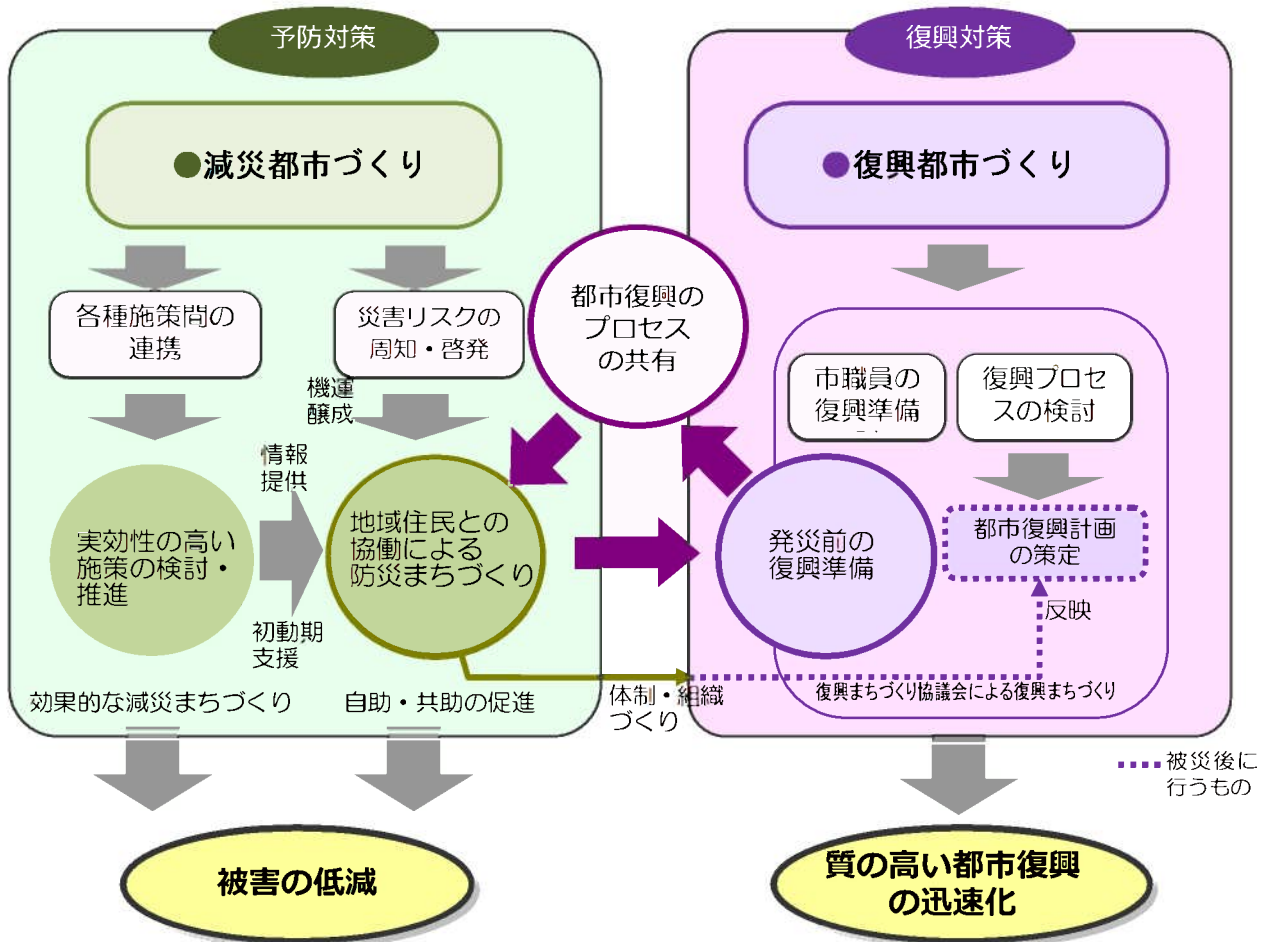 予防対策
●減災都市づくり
各種施策間の
連携
災害リスクの
周知・啓発
機運
醸成
情報
提供
実効性の高い
施策の検討・
推進
地域住民との
協働による
防災まちづくり
初動期
支援
効果的な減災まちづくり
自助・共助の促進
被害の低減
都市復興の
プロセス
の共有
体制・組織
づくり
復興対策
●復興都市づくり
市職員の
復興準備
復興プロセ
スの検討
発災前の
復興準備
都市復興計画
の策定
反映
復興まちづくり協議会による復興まちづくり
被災後に
行うもの
質の高い都市復興
の迅速化